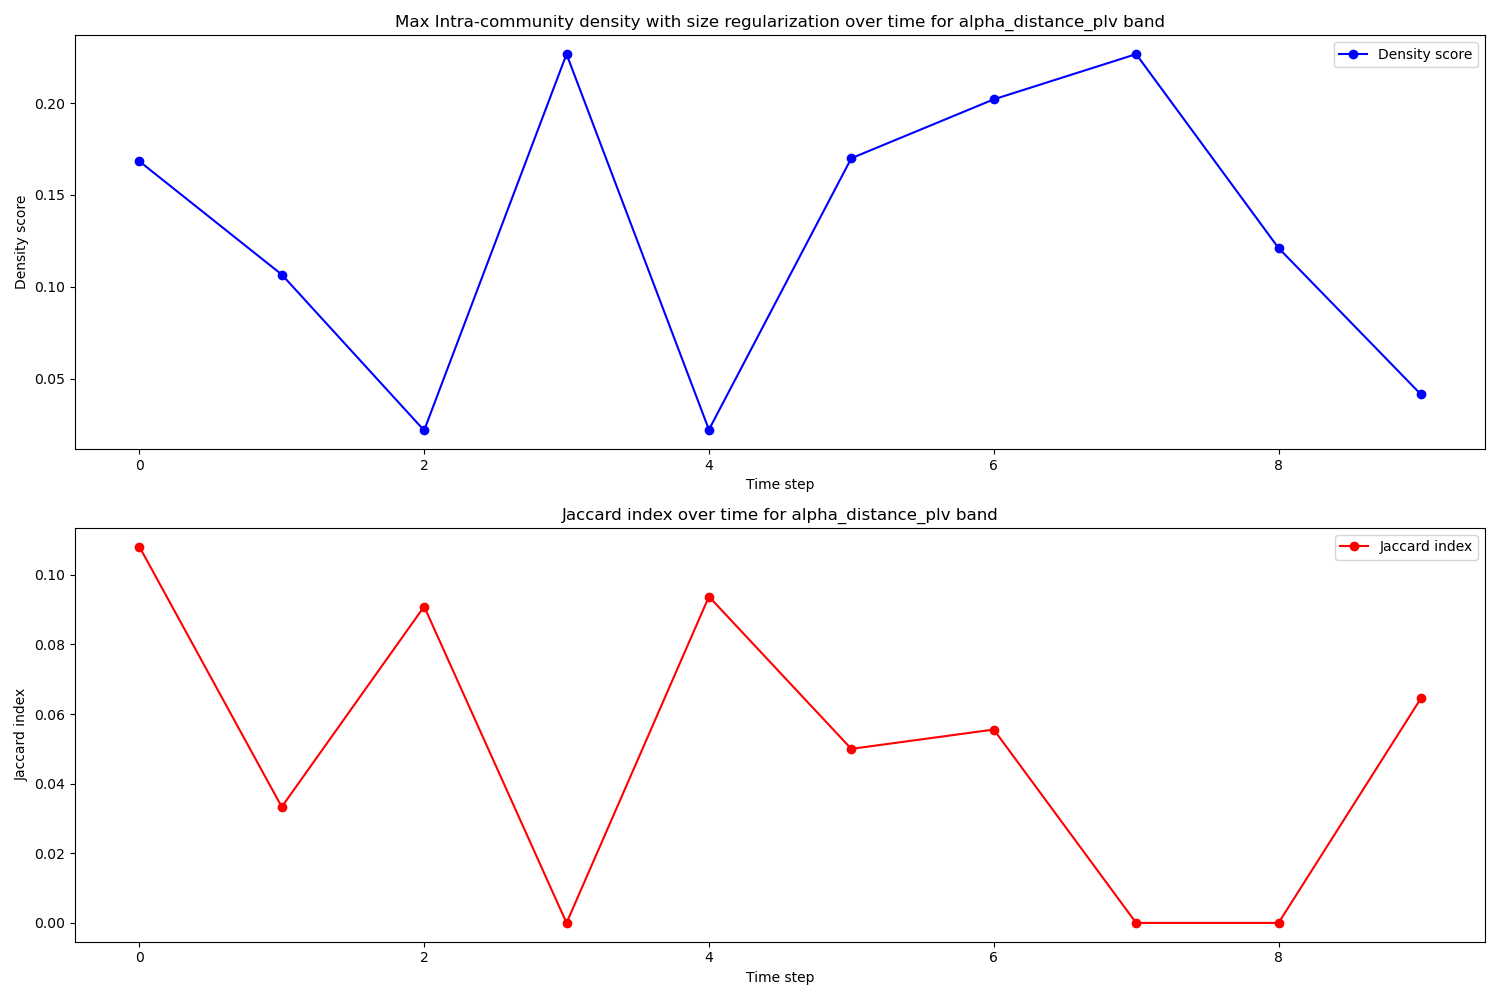 Max Intra-community density with size regularization over time for alpha_distance_plv band
Density score
0.20
0.15
0.10
0.05
Density score
0 2 4 6 8
Time step
Jaccard index over time for alpha_distance_plv band
Jaccard index
0.10
0.08
0.06
0.04
0.02
0.00
Jaccard index
0 2 4 6 8
Time step